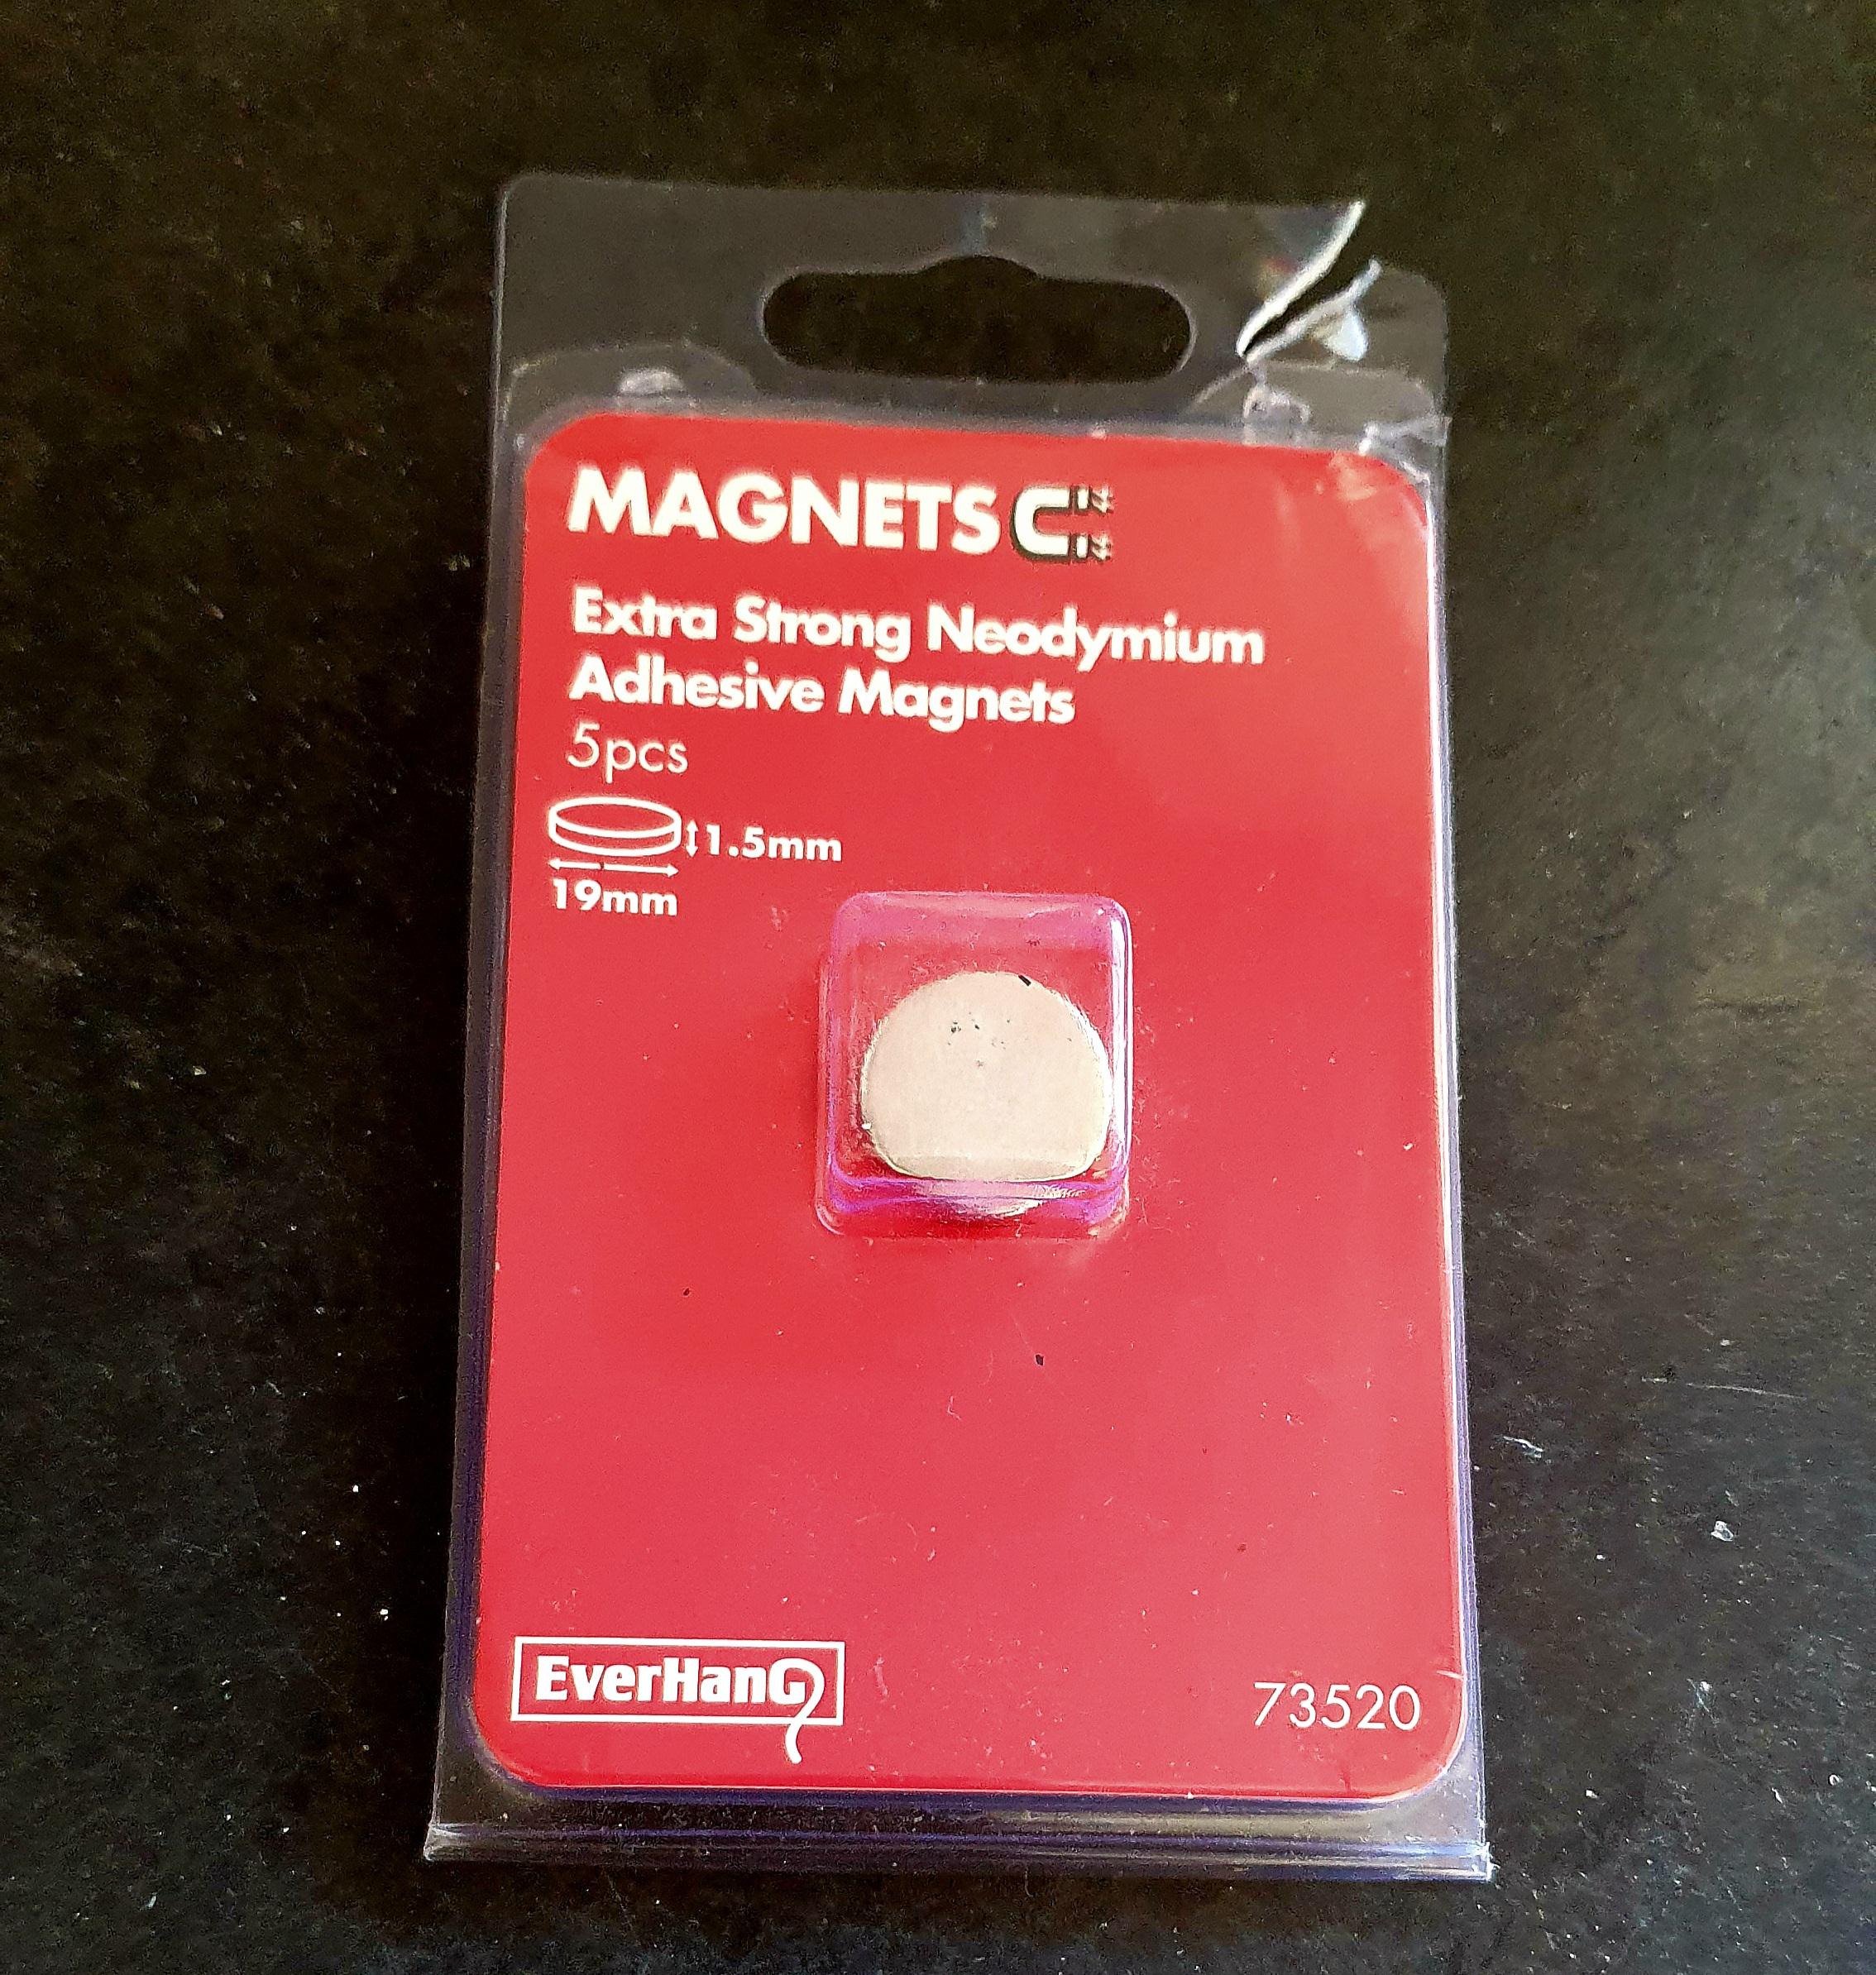 MAGNETS
Extra Strong Neodymium
Adhesive Magnets
5pcs
1.5mm
19mm
EverHang
73520